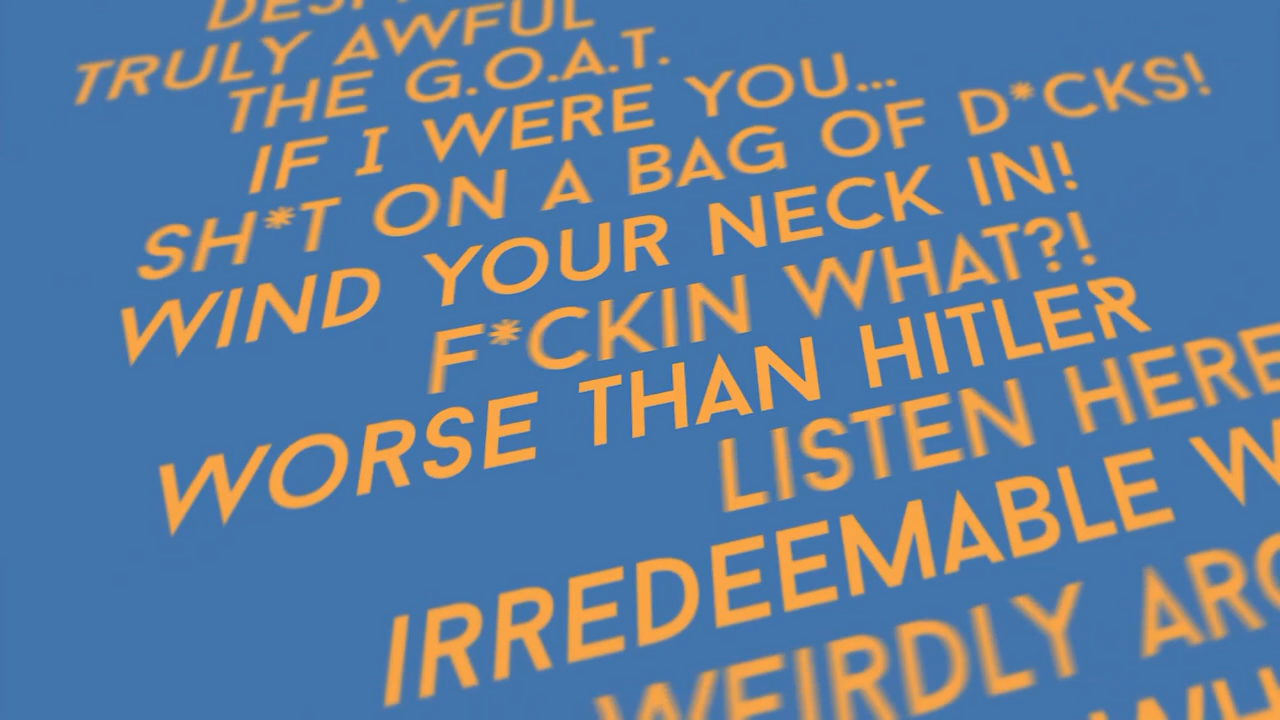 TRULY AWFUL
THE G.O.A.T.
IF I WERE YOU...
SH*T ON A BAG OF D*CKS!
WIND YOUR NECK IN!
F*CKIN WHAT?!
WORSE THAN HITLER
LISTEN HERE
IRREDEEMABLE
WEIRDLY